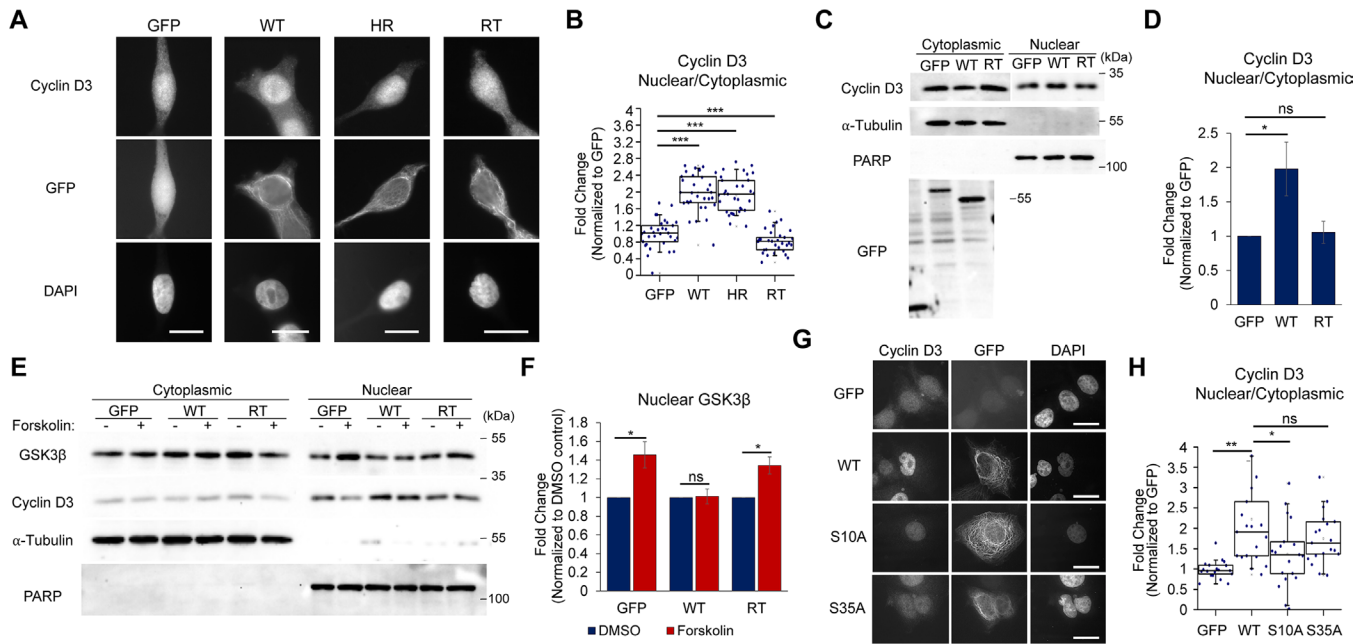 A
GFP WT HR RT
Cyclin D3
GFP
DAPI
B
Cyclin D3
Nuclear/Cytoplasmic
Fold Change
(Normalized to GFP)
4
3.6
3.2
2.8
2.4
2
1.6
1.2
0.8
0.4
0
***
***
***
GFP WT HR RT
C
Cytoplasmic Nuclear (kDa)
GFP WT RT GFP WT RT
Cyclin D3
35
α-Tubulin
55
PARP
100
GFP
55
D
Cyclin D3
Nuclear/Cytoplasmic
Fold Change
(Normalized to GFP)
2.5
2
1.5
1
0.5
0
ns
*
GFP WT RT
E
Cytoplasmic Nuclear
GFP WT RT GFP WT RT (kDa)
Forskolin: - + - + - + - + - + - +
GSK3β
55
35
Cyclin D3
α-Tubulin
55
PARP
100
F
Nuclear GSK3β
Fold Change
(Normalized to DMSO control)
1.8
1.6
1.4
1.2
1
0.8
0.6
0.4
0.2
0
* ns *
GFP WT RT
DMSO Forskolin
G
Cyclin D3 GFP DAPI
GFP
WT
S10A
S35A
H
Cyclin D3
Nuclear/Cytoplasmic
Fold Change
(Normalized to GFP)
4
3.5
3
2.5
2
1.5
1
0.5
0
ns
** *
GFP WT S10A S35A